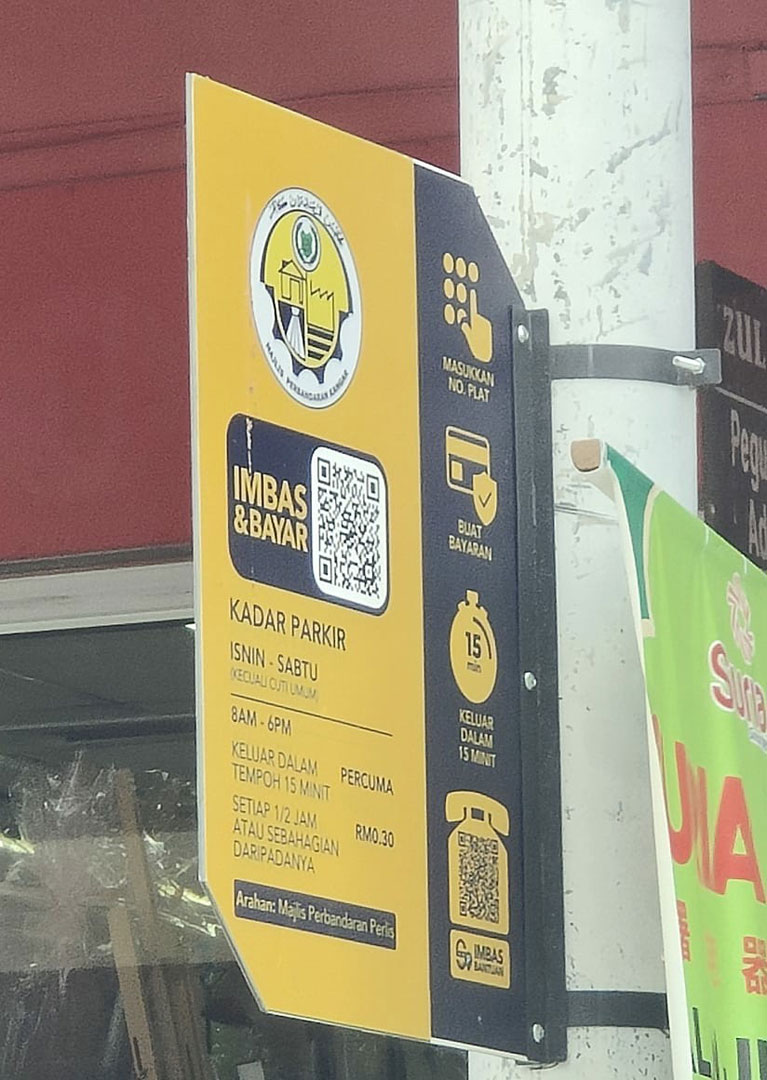 MAJLIS PERBANDARAN KANGAR
IMBAS
&BAYAR
KADAR PARKIR
ISNIN - SABTU
(KECUALI CUTI UMUM)
8AM - 6PM
KELUAR DALAM
TEMPOH 15 MINIT
PERCUMA
SETIAP 1/2 JAM
ATAU SEBAHAGIAN
DARIPADANYA
RM0.30
Arahan: Majlis Perbandaran Perlis
MASUKKAN
NO. PLAT
BUAT
BAYARAN
15
min
KELUAR
DALAM
15 MINIT
IMBAS
BANTUAN
ZUL
Pegu
Ad
Suria
器